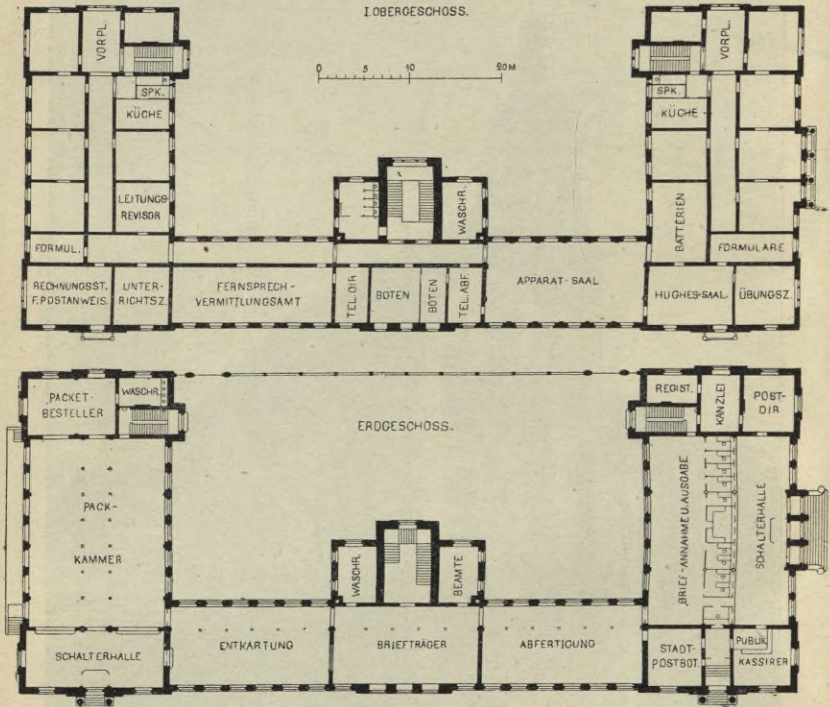 I. OBERGESCHOSS.
VORPL.
VORPL.
0 5 10 20 M
SPK.
SPK.
KÜCHE
KÜCHE
LEITUNGS
REVISOR
WASCHR.
BATTERIEN
FORMUL.
FORMULARE
RECHNUNGSST.
F. POSTANWEIS.
UNTER-
RICHTSZ.
FERNSPRECH-
VERMITTLUNGSAMT
TEL. DIR
BOTEN
BOTEN
TEL. ABF.
APPARAT-SAAL
HUGHES-SAAL.
ÜBUNGSZ.
PACKET-
BESTELLER
WASCHR.
ERDGESCHOSS.
REGIST.
KANZLEI
POST-
DIR
PACK-
KAMMER
BRIEF-ANNAHME U. AUSGABE
SCHALTERHALLE
WASCHR.
BEAMTE
SCHALTERHALLE
ENTKARTUNG
BRIEFTRÄGER
ABFERTIGUNG
STADT-
POSTBOT.
PUBLIK.
KASSIRER